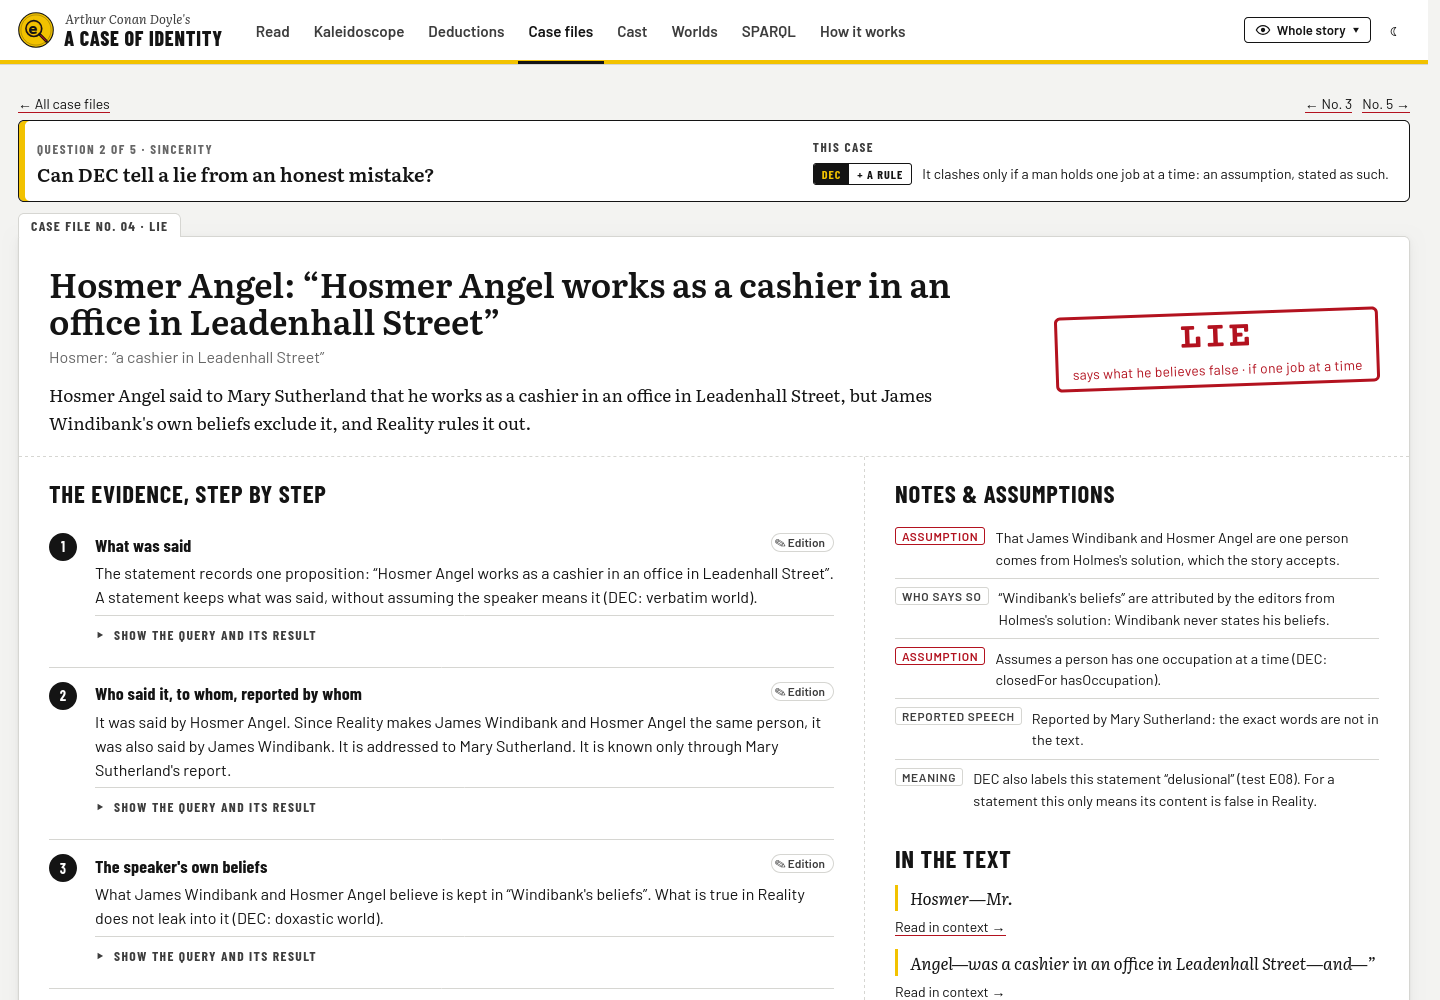 Arthur Conan Doyle's
A CASE OF IDENTITY
Read
Kaleidoscope
Deductions
Case files
Cast
Worlds
SPARQL
How it works
Whole story ▾
← All case files
← No. 3
No. 5 →
QUESTION 2 OF 5 · SINCERITY
Can DEC tell a lie from an honest mistake?
THIS CASE
DEC + A RULE
It clashes only if a man holds one job at a time: an assumption, stated as such.
CASE FILE NO. 04 · LIE
Hosmer Angel: “Hosmer Angel works as a cashier in an
office in Leadenhall Street”
Hosmer: “a cashier in Leadenhall Street”
Hosmer Angel said to Mary Sutherland that he works as a cashier in an office in Leadenhall Street, but James
Windibank's own beliefs exclude it, and Reality rules it out.
LIE
says what he believes false · if one job at a time
THE EVIDENCE, STEP BY STEP
1
What was said
✎ Edition
The statement records one proposition: “Hosmer Angel works as a cashier in an office in Leadenhall Street”.
A statement keeps what was said, without assuming the speaker means it (DEC: verbatim world).
▸ SHOW THE QUERY AND ITS RESULT
2
Who said it, to whom, reported by whom
✎ Edition
It was said by Hosmer Angel. Since Reality makes James Windibank and Hosmer Angel the same person, it
was also said by James Windibank. It is addressed to Mary Sutherland. It is known only through Mary
Sutherland's report.
▸ SHOW THE QUERY AND ITS RESULT
3
The speaker's own beliefs
✎ Edition
What James Windibank and Hosmer Angel believe is kept in “Windibank's beliefs”. What is true in Reality
does not leak into it (DEC: doxastic world).
▸ SHOW THE QUERY AND ITS RESULT
NOTES & ASSUMPTIONS
ASSUMPTION
That James Windibank and Hosmer Angel are one person
comes from Holmes's solution, which the story accepts.
WHO SAYS SO
“Windibank's beliefs” are attributed by the editors from
Holmes's solution: Windibank never states his beliefs.
ASSUMPTION
Assumes a person has one occupation at a time (DEC:
closedFor hasOccupation).
REPORTED SPEECH
Reported by Mary Sutherland: the exact words are not in
the text.
MEANING
DEC also labels this statement “delusional” (test E08). For a
statement this only means its content is false in Reality.
IN THE TEXT
Hosmer—Mr.
Read in context →
Angel—was a cashier in an office in Leadenhall Street—and—”
Read in context →